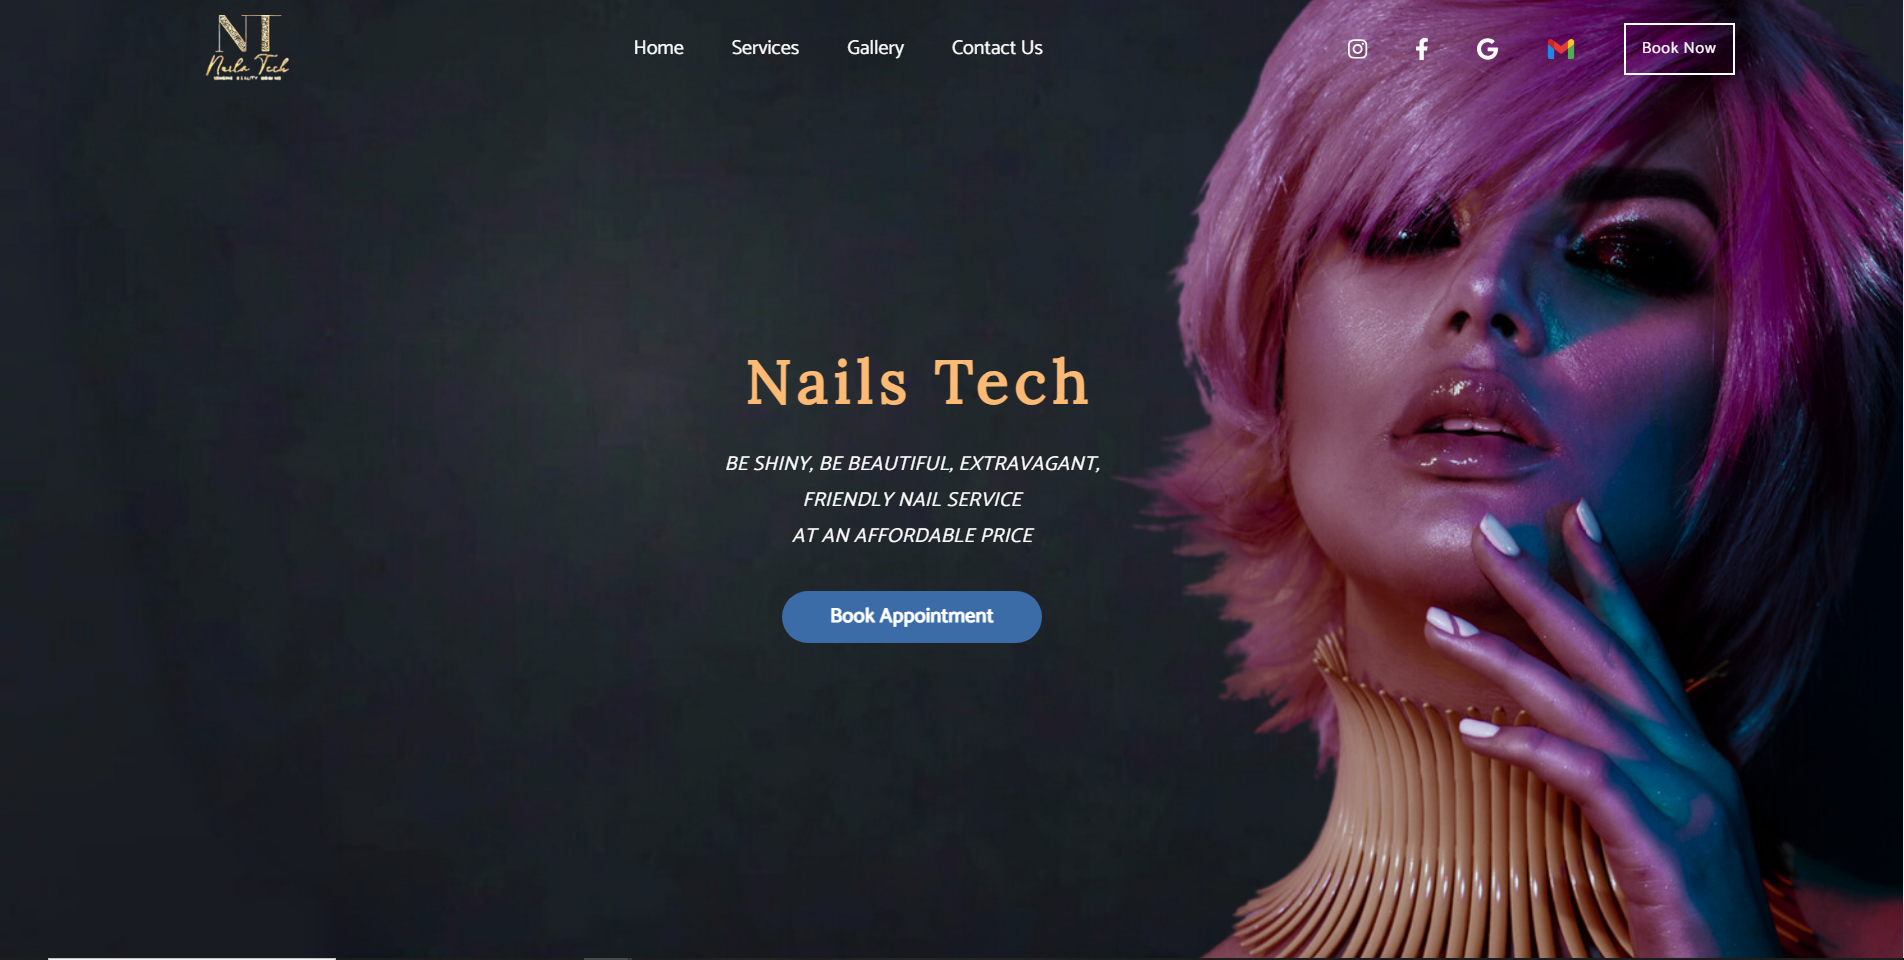 NT
Nails Tech
Home
Services
Gallery
Contact Us
Book Now
Nails Tech
BE SHINY, BE BEAUTIFUL, EXTRAVAGANT,
FRIENDLY NAIL SERVICE
AT AN AFFORDABLE PRICE
Book Appointment